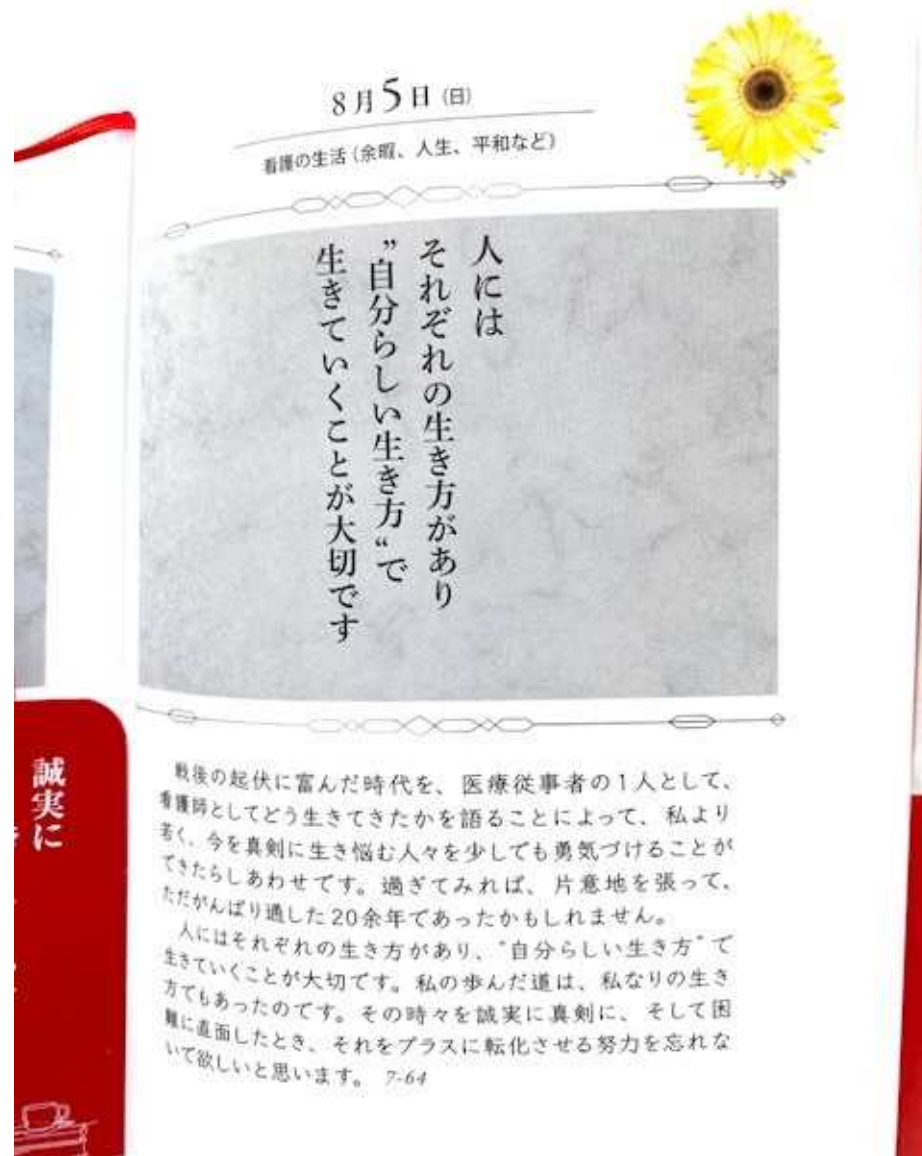 8月5日(日)
看護の生活(余暇、人生、平和など)
人には
それぞれの生き方があり
”自分らしい生き方“で
生きていくことが大切です
戦後の起伏に富んだ時代を、医療従事者の1人として、
看護師としてどう生きてきたかを語ることによって、私より
若く、今を真剣に生き悩む人々を少しでも勇気づけることが
できたらしあわせです。過ぎてみれば、片意地を張って、
ただがんばり通した20余年であったかもしれません。
人にはそれぞれの生き方があり、“自分らしい生き方”で
生きていくことが大切です。私の歩んだ道は、私なりの生き
方でもあったのです。その時々を誠実に真剣に、そして困
難に直面したとき、それをプラスに転化させる努力を忘れな
いで欲しいと思います。 7-64
誠実に